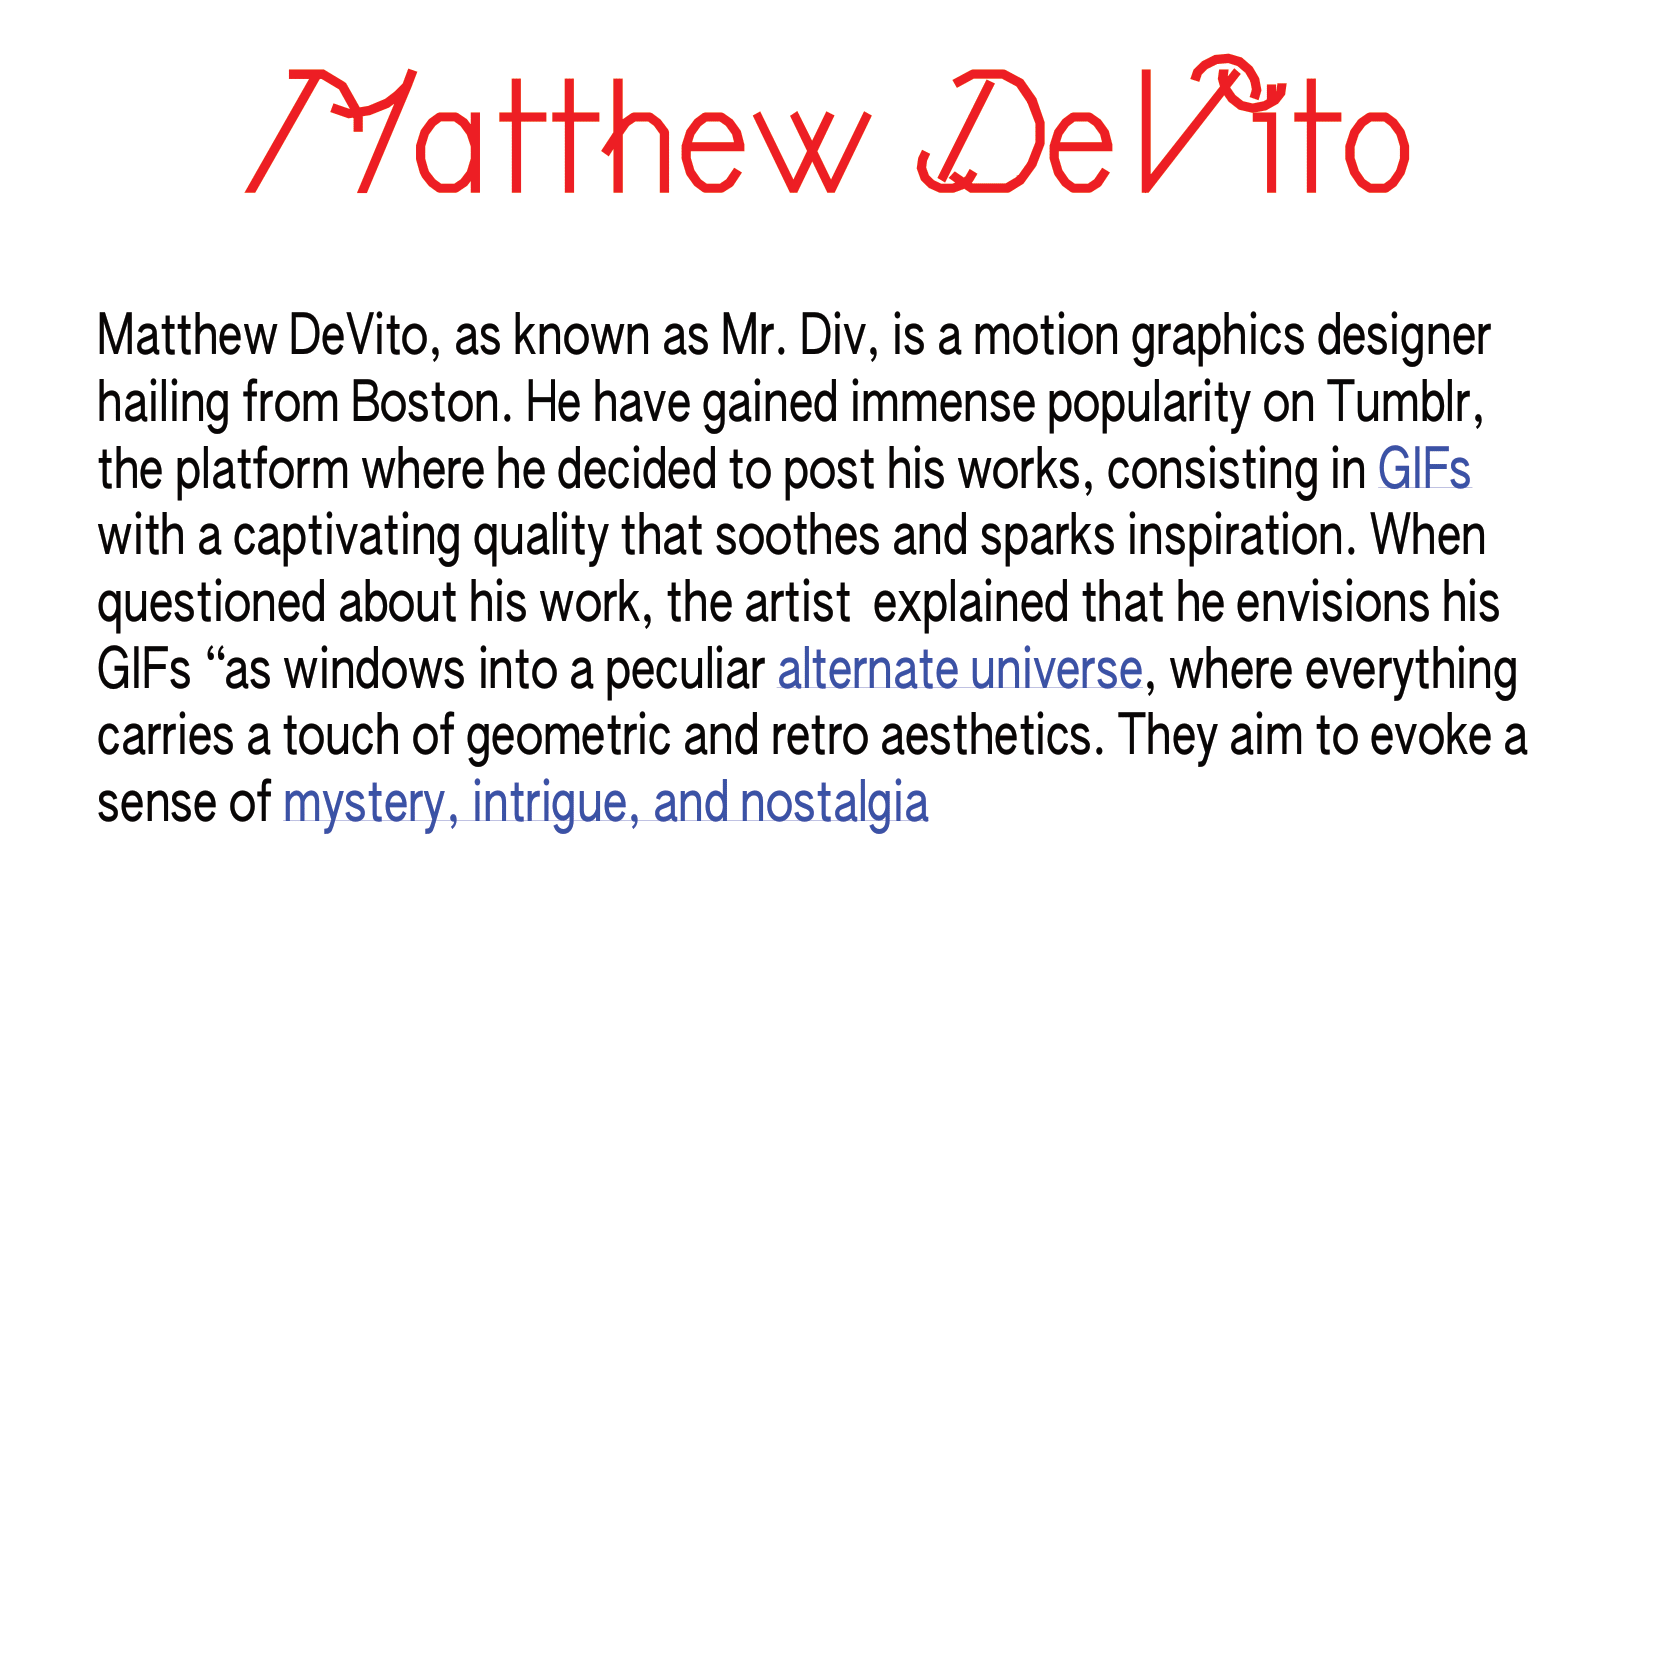 Matthew DeVito
Matthew DeVito, as known as Mr. Div, is a motion graphics designer
hailing from Boston. He have gained immense popularity on Tumblr,
the platform where he decided to post his works, consisting in GIFs
with a captivating quality that soothes and sparks inspiration. When
questioned about his work, the artist  explained that he envisions his
GIFs “as windows into a peculiar alternate universe, where everything
carries a touch of geometric and retro aesthetics. They aim to evoke a
sense of mystery, intrigue, and nostalgia